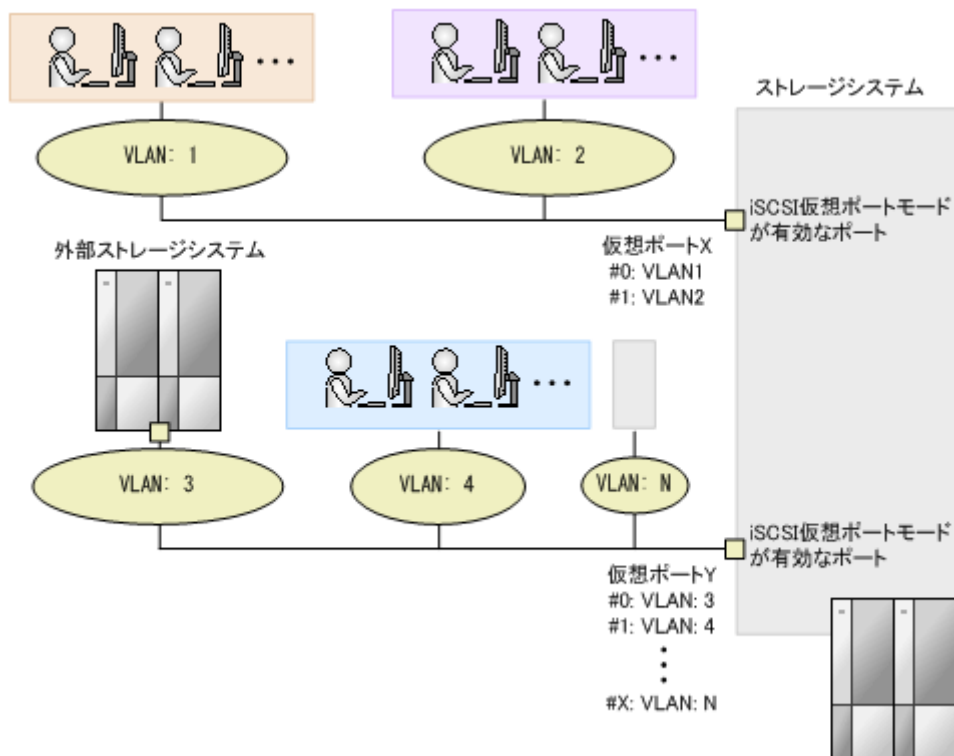 ・・・
・・・
ストレージシステム
VLAN: 1
VLAN: 2
iSCSI仮想ポートモード
が有効なポート
仮想ポートX
#0: VLAN1
#1: VLAN2
外部ストレージシステム
・・・
VLAN: 3
VLAN: 4
VLAN: N
iSCSI仮想ポートモード
が有効なポート
仮想ポートY
#0: VLAN: 3
#1: VLAN: 4
・・・
#X: VLAN: N